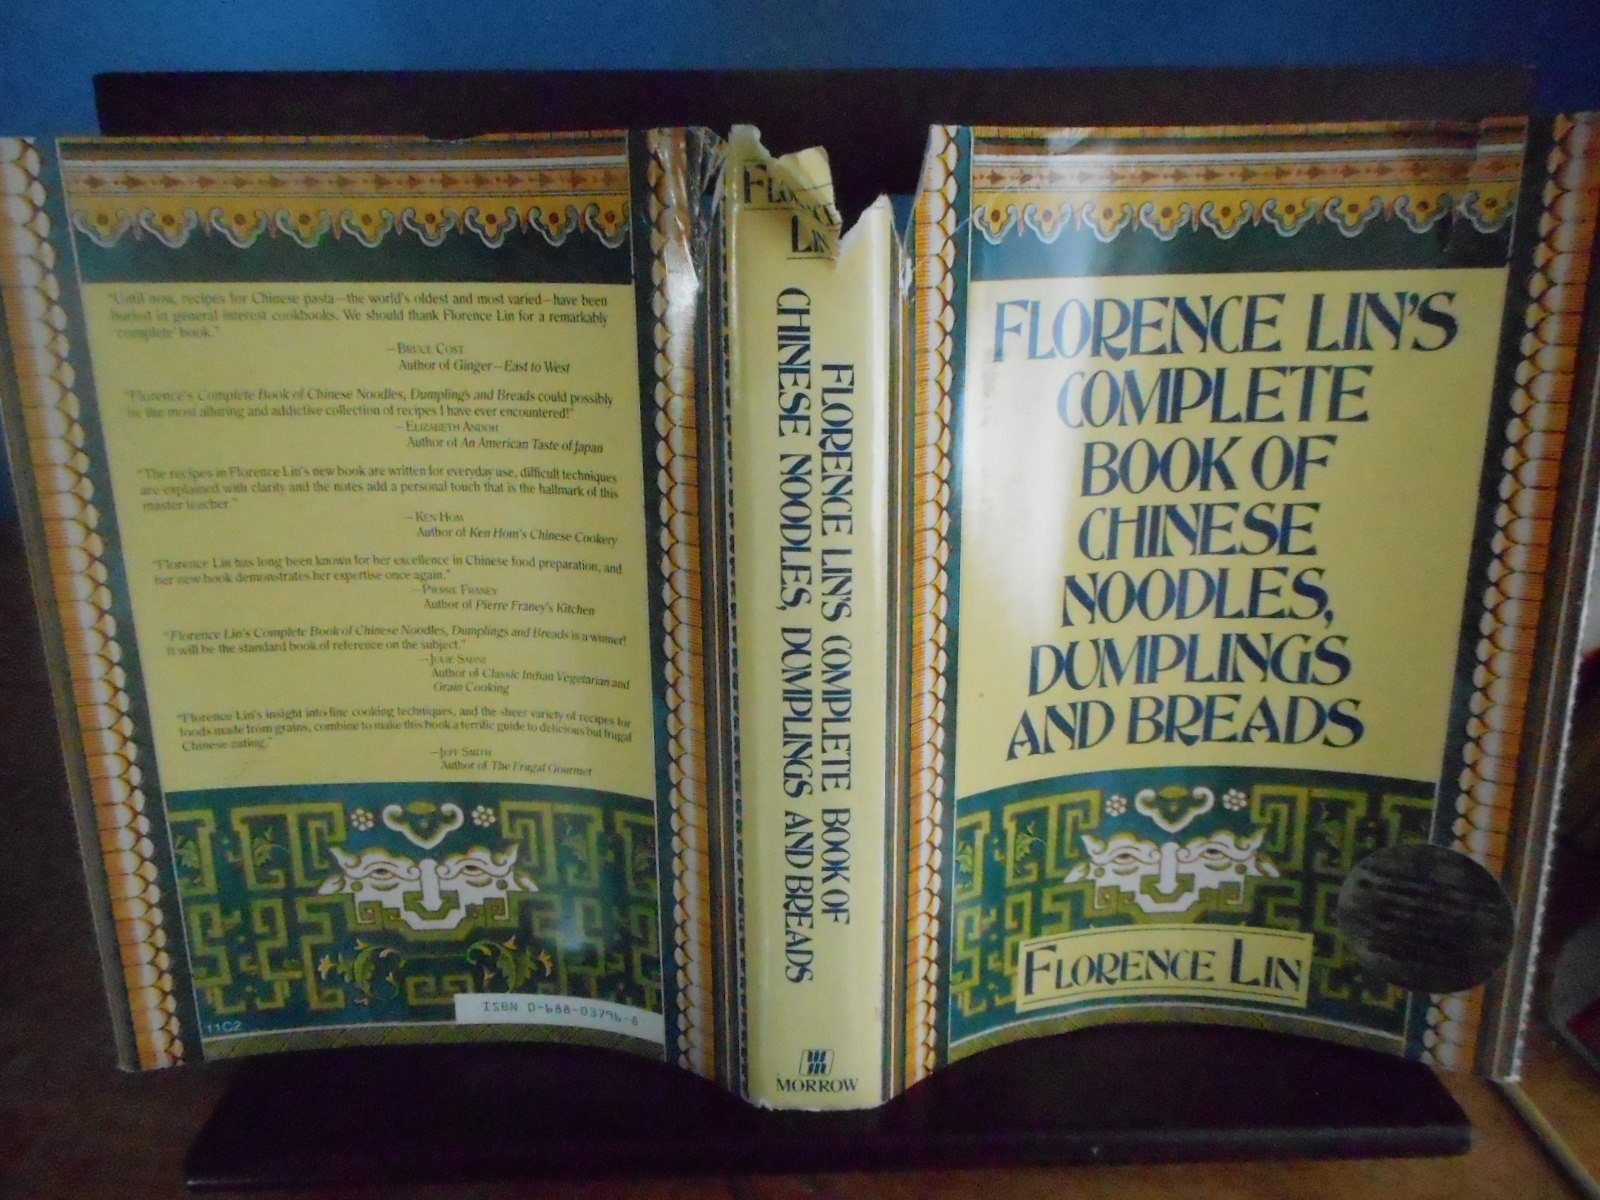 "Until now, recipes for Chinese pasta—the world's oldest and most varied—have been
buried in general interest cookbooks. We should thank Florence Lin for a remarkably
'complete' book."
—BRUCE COST
Author of Ginger—East to West
"Florence's Complete Book of Chinese Noodles, Dumplings and Breads could possibly
be the most alluring and addictive collection of recipes I have ever encountered!"
—ELIZABETH ANDOH
Author of An American Taste of Japan
"The recipes in Florence Lin's new book are written for everyday use, difficult techniques
are explained with clarity and the notes add a personal touch that is the hallmark of this
master teacher."
—KEN HOM
Author of Ken Hom's Chinese Cookery
"Florence Lin has long been known for her excellence in Chinese food preparation, and
her new book demonstrates her expertise once again."
—PIERRE FRANEY
Author of Pierre Franey's Kitchen
"Florence Lin's Complete Book of Chinese Noodles, Dumplings and Breads is a winner!
It will be the standard book of reference on the subject."
—JULIE SAHNI
Author of Classic Indian Vegetarian and
Grain Cooking
"Florence Lin's insight into fine cooking techniques, and the sheer variety of recipes for
foods made from grains, combine to make this book a terrific guide to delicious but frugal
Chinese eating."
—JEFF SMITH
Author of The Frugal Gourmet
11C2
ISBN 0-688-03796-8
LIN
FLORENCE LIN'S COMPLETE BOOK OF
CHINESE NOODLES, DUMPLINGS AND BREADS
MORROW
FLORENCE LIN'S
COMPLETE
BOOK OF
CHINESE
NOODLES,
DUMPLINGS
AND BREADS
FLORENCE LIN